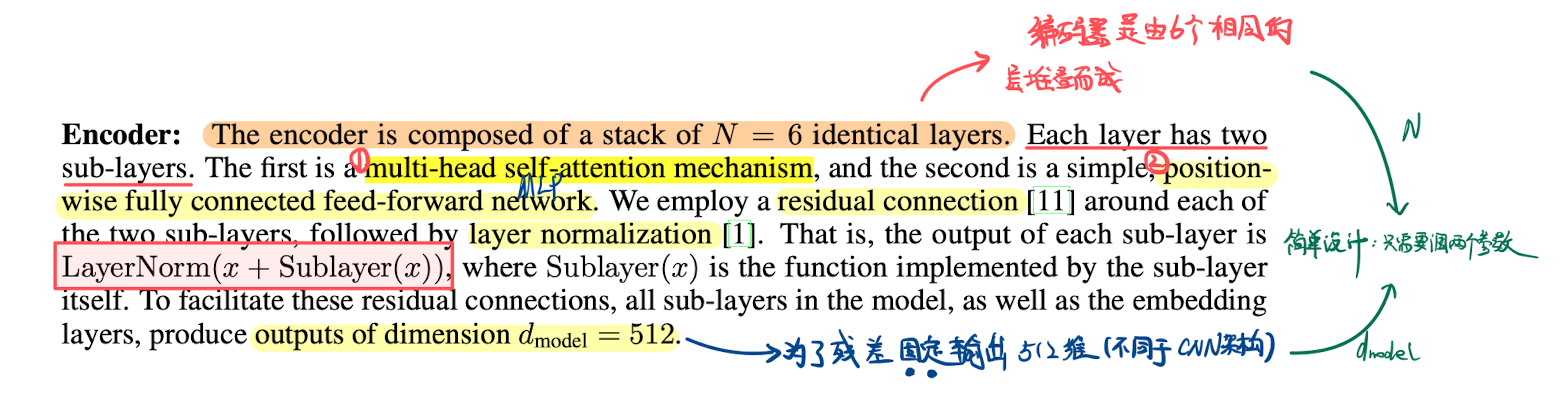 编码器是由6个相同的
层堆叠而成
Encoder: The encoder is composed of a stack of N = 6 identical layers. Each layer has two
N
① ②
sub-layers. The first is a multi-head self-attention mechanism, and the second is a simple, position-
MLP
wise fully connected feed-forward network. We employ a residual connection [11] around each of
the two sub-layers, followed by layer normalization [1]. That is, the output of each sub-layer is
简单设计：只需要调两个参数
LayerNorm(x + Sublayer(x)), where Sublayer(x) is the function implemented by the sub-layer
itself. To facilitate these residual connections, all sub-layers in the model, as well as the embedding
layers, produce outputs of dimension d_model = 512.
为了残差固定输出512维(不同于CNN架构)
d_model